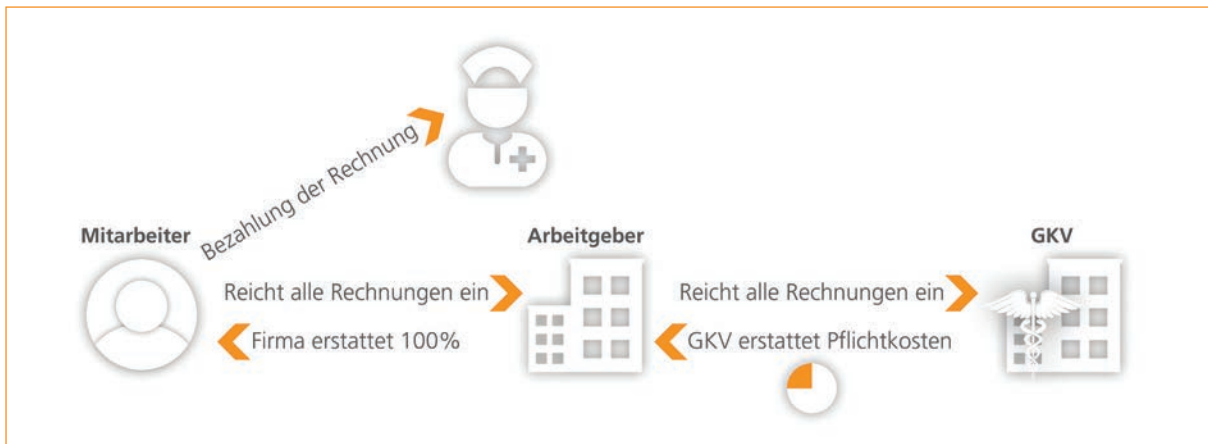 Bezahlung der Rechnung
Mitarbeiter
Arbeitgeber
GKV
Reicht alle Rechnungen ein
Reicht alle Rechnungen ein
Firma erstattet 100%
GKV erstattet Pflichtkosten